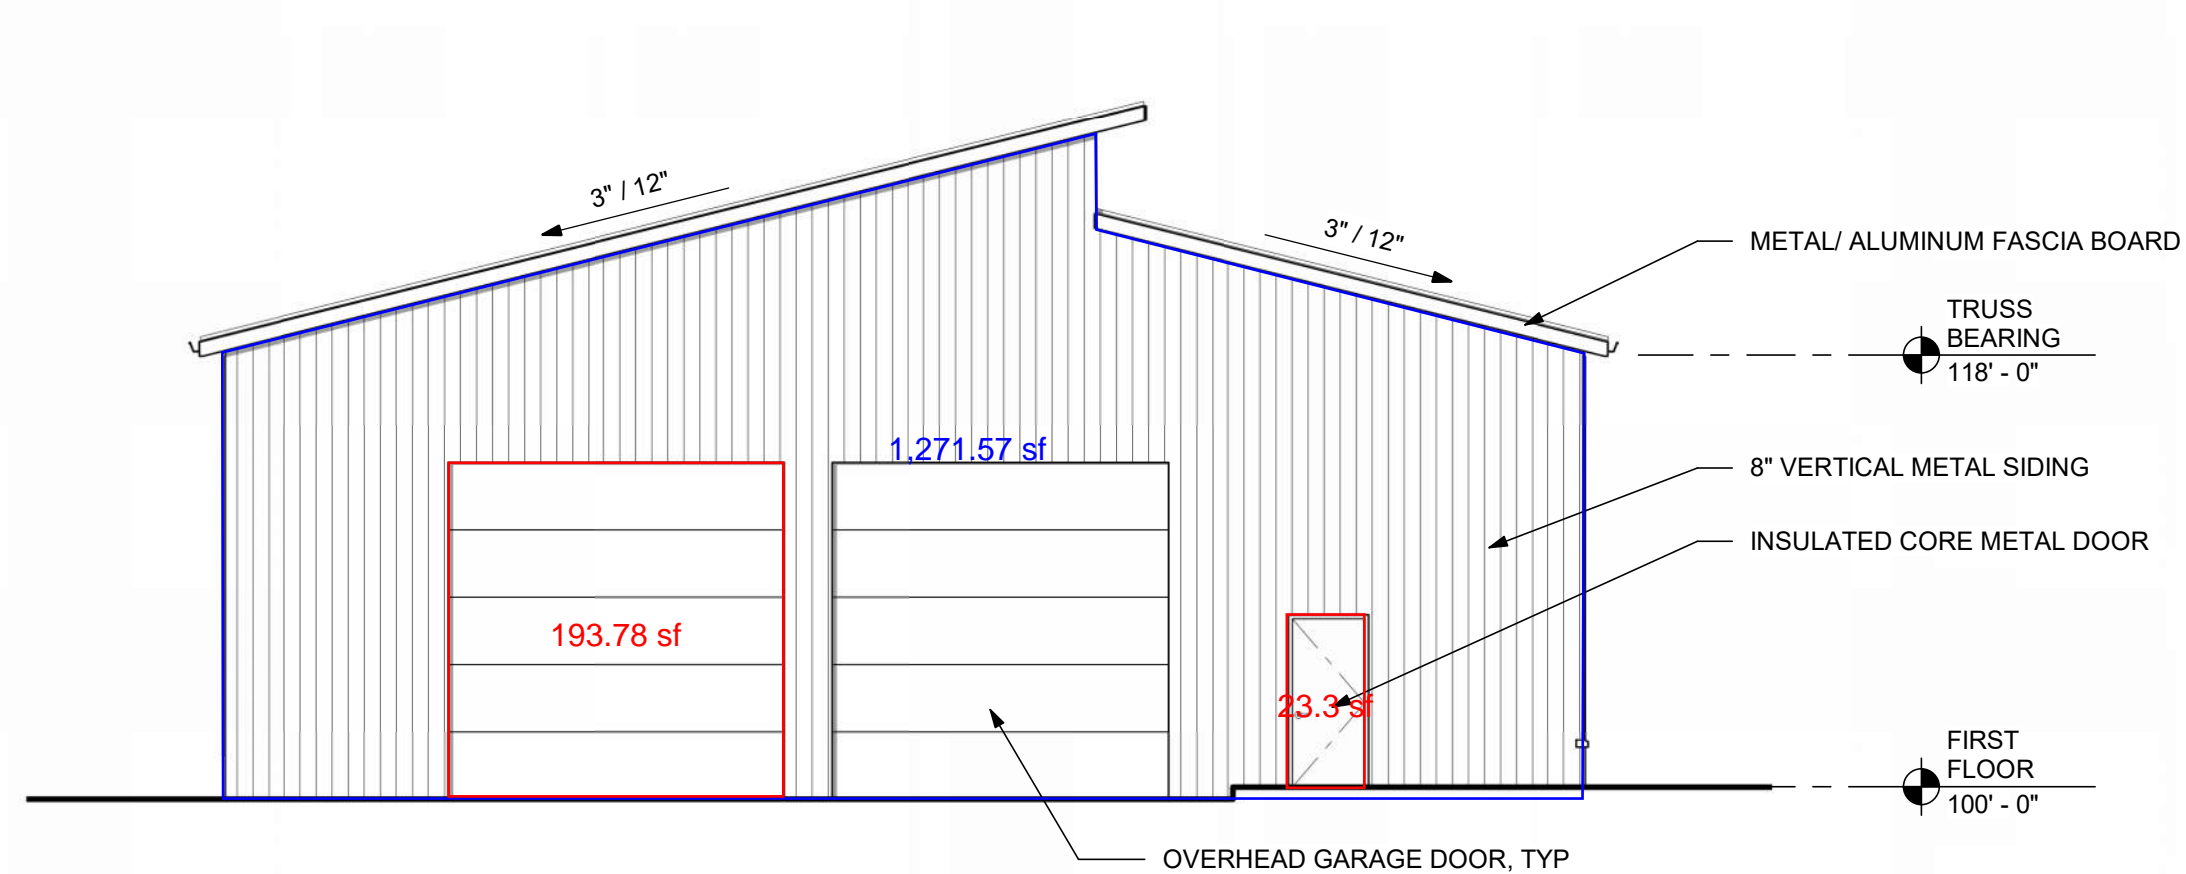 3" / 12"
3" / 12"
METAL/ ALUMINUM FASCIA BOARD
TRUSS
BEARING
118' - 0"
1,271.57 sf
8" VERTICAL METAL SIDING
INSULATED CORE METAL DOOR
193.78 sf
23.3 sf
FIRST
FLOOR
100' - 0"
OVERHEAD GARAGE DOOR, TYP